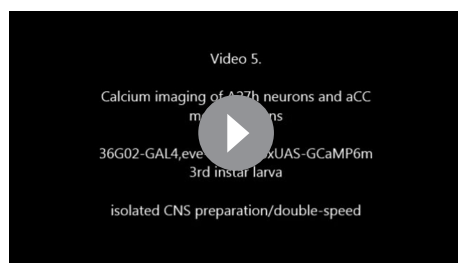 Video 5.
Calcium imaging of A27h neurons and aCC
36G02-GAL4,eve UAS-GCaMP6m
3rd instar larva
isolated CNS preparation/double-speed